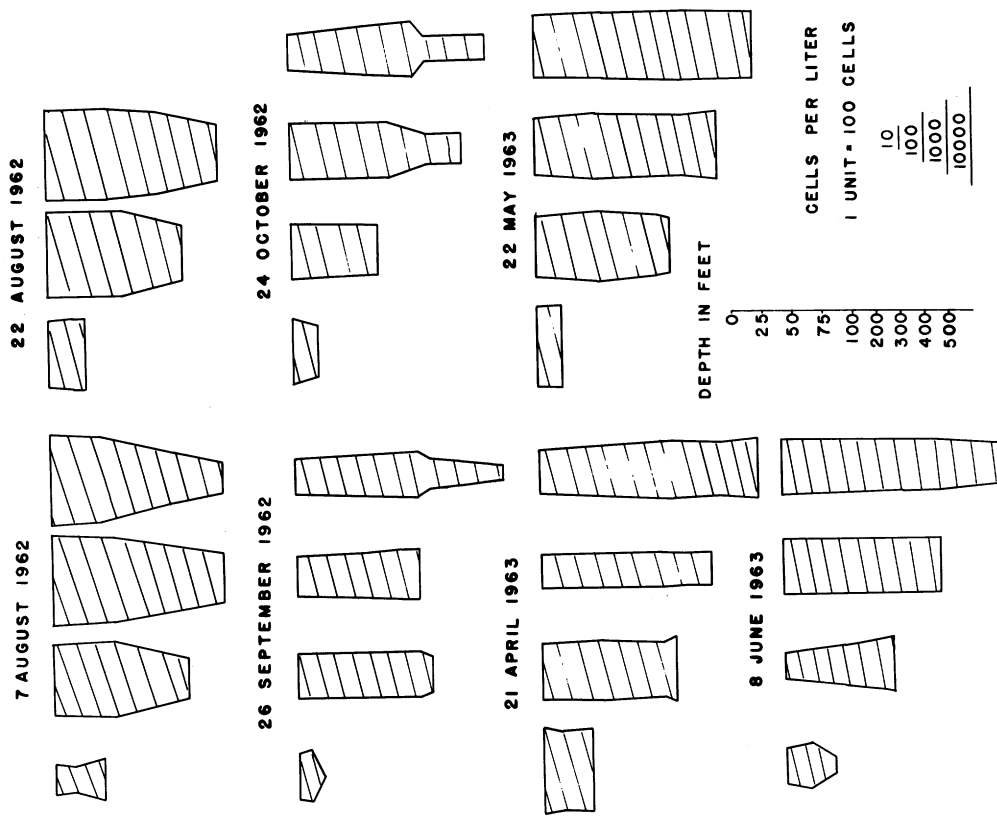 7 AUGUST 1962
22 AUGUST 1962
26 SEPTEMBER 1962
24 OCTOBER 1962
21 APRIL 1963
22 MAY 1963
8 JUNE 1963
DEPTH IN FEET
0
25
50
75
100
200
300
400
500
CELLS PER LITER
1 UNIT = 100 CELLS
10
100
1000
10000